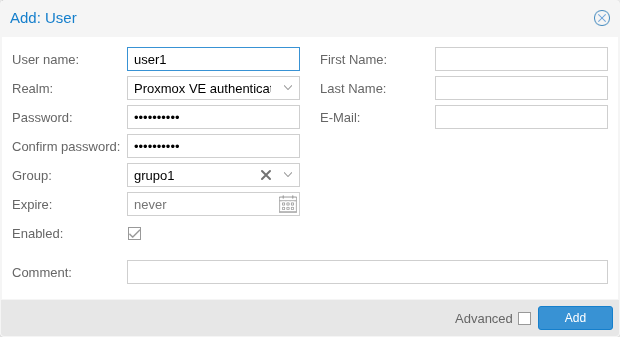 Add: User
User name: user1
Realm: Proxmox VE authenticat
Password: ••••••••••
Confirm password: ••••••••••
Group: grupo1
Expire: never
Enabled:
First Name:
Last Name:
E-Mail:
Comment:
Advanced
Add